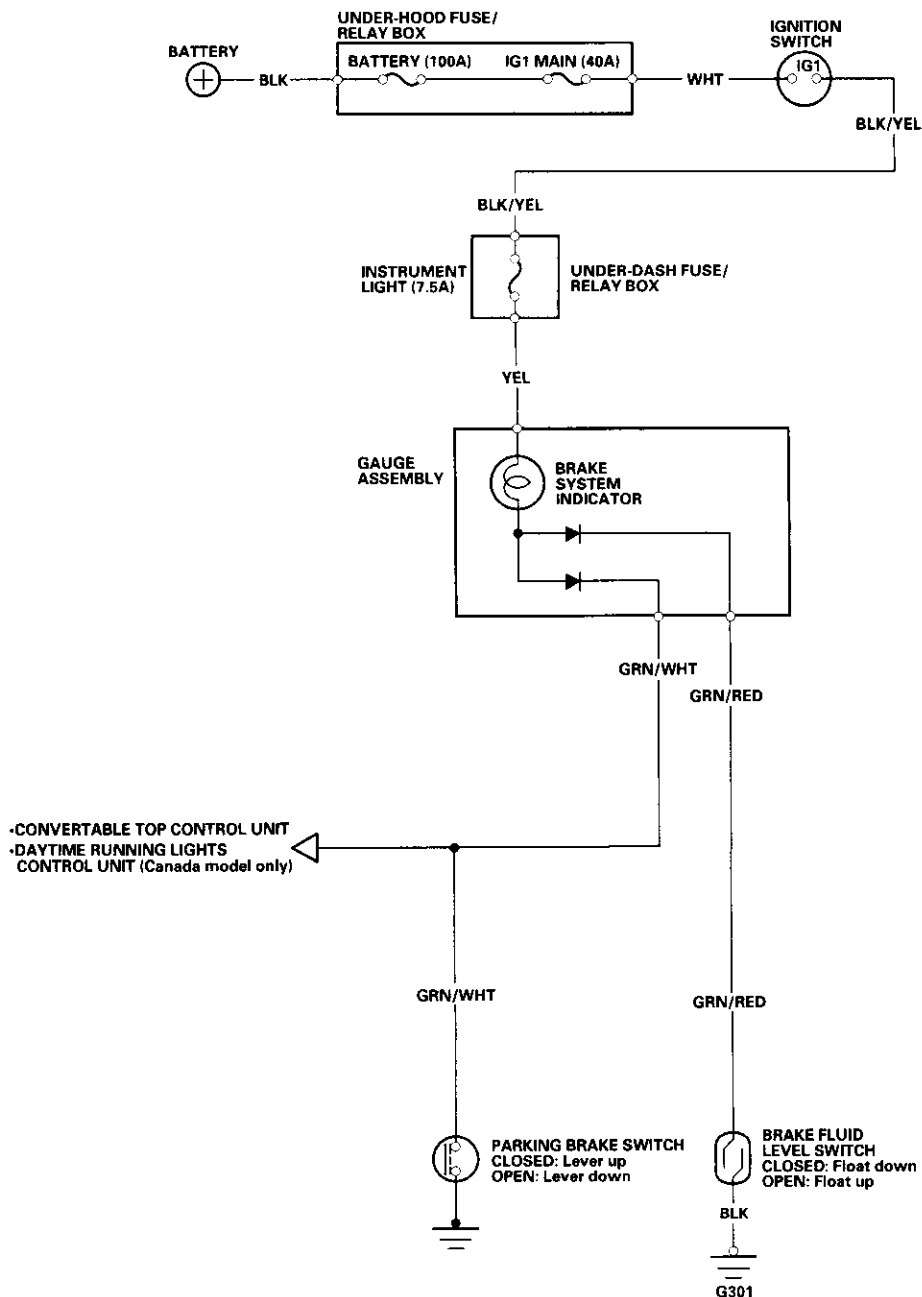 UNDER-HOOD FUSE/
RELAY BOX
IGNITION
SWITCH
BATTERY
BATTERY (100A)
IG1 MAIN (40A)
IG1
BLK
WHT
BLK/YEL
BLK/YEL
INSTRUMENT
LIGHT (7.5A)
UNDER-DASH FUSE/
RELAY BOX
YEL
GAUGE
ASSEMBLY
BRAKE
SYSTEM
INDICATOR
GRN/WHT
GRN/RED
•CONVERTABLE TOP CONTROL UNIT
•DAYTIME RUNNING LIGHTS
CONTROL UNIT (Canada model only)
GRN/WHT
GRN/RED
PARKING BRAKE SWITCH
CLOSED: Lever up
OPEN: Lever down
BRAKE FLUID
LEVEL SWITCH
CLOSED: Float down
OPEN: Float up
BLK
G301